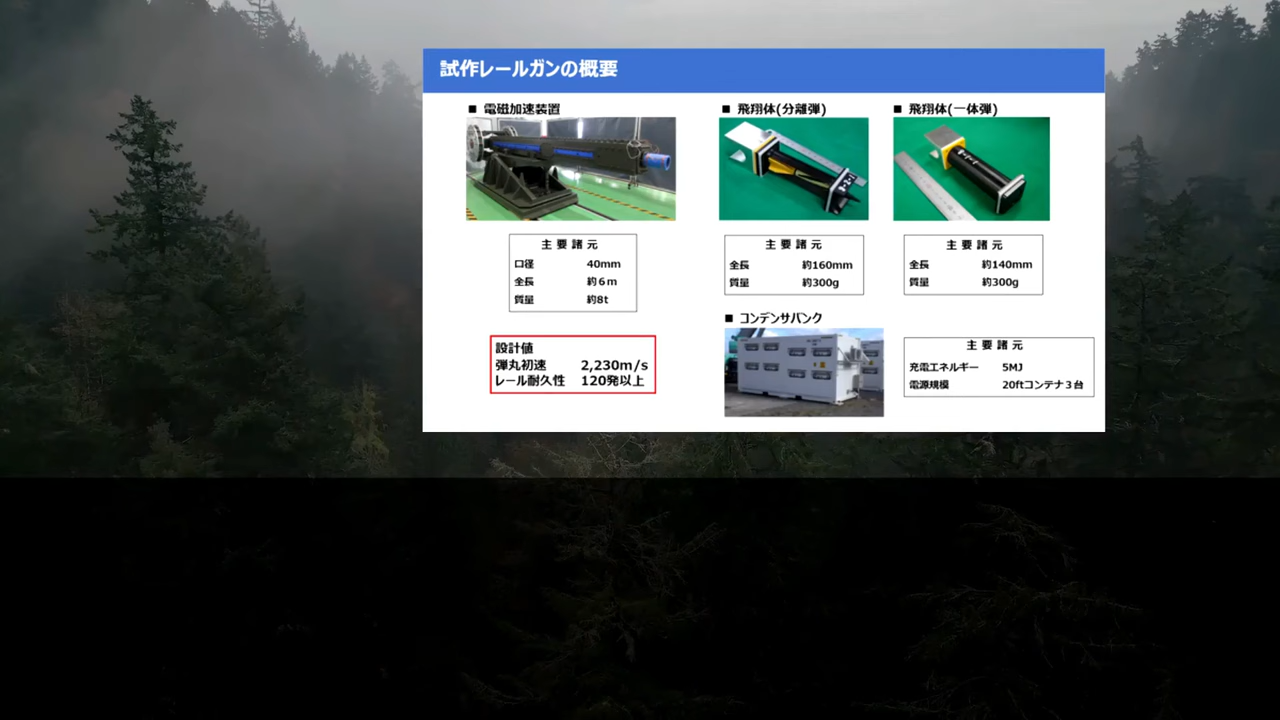 試作レールガンの概要
■ 電磁加速装置
主要諸元
口径 40mm
全長 約6m
質量 約8t
設計値
弾丸初速 2,230m/s
レール耐久性 120発以上
■ 飛翔体(分離弾)
主要諸元
全長 約160mm
質量 約300g
■ 飛翔体(一体弾)
主要諸元
全長 約140mm
質量 約300g
■ コンデンサバンク
主要諸元
充電エネルギー 5MJ
電源規模 20ftコンテナ3台